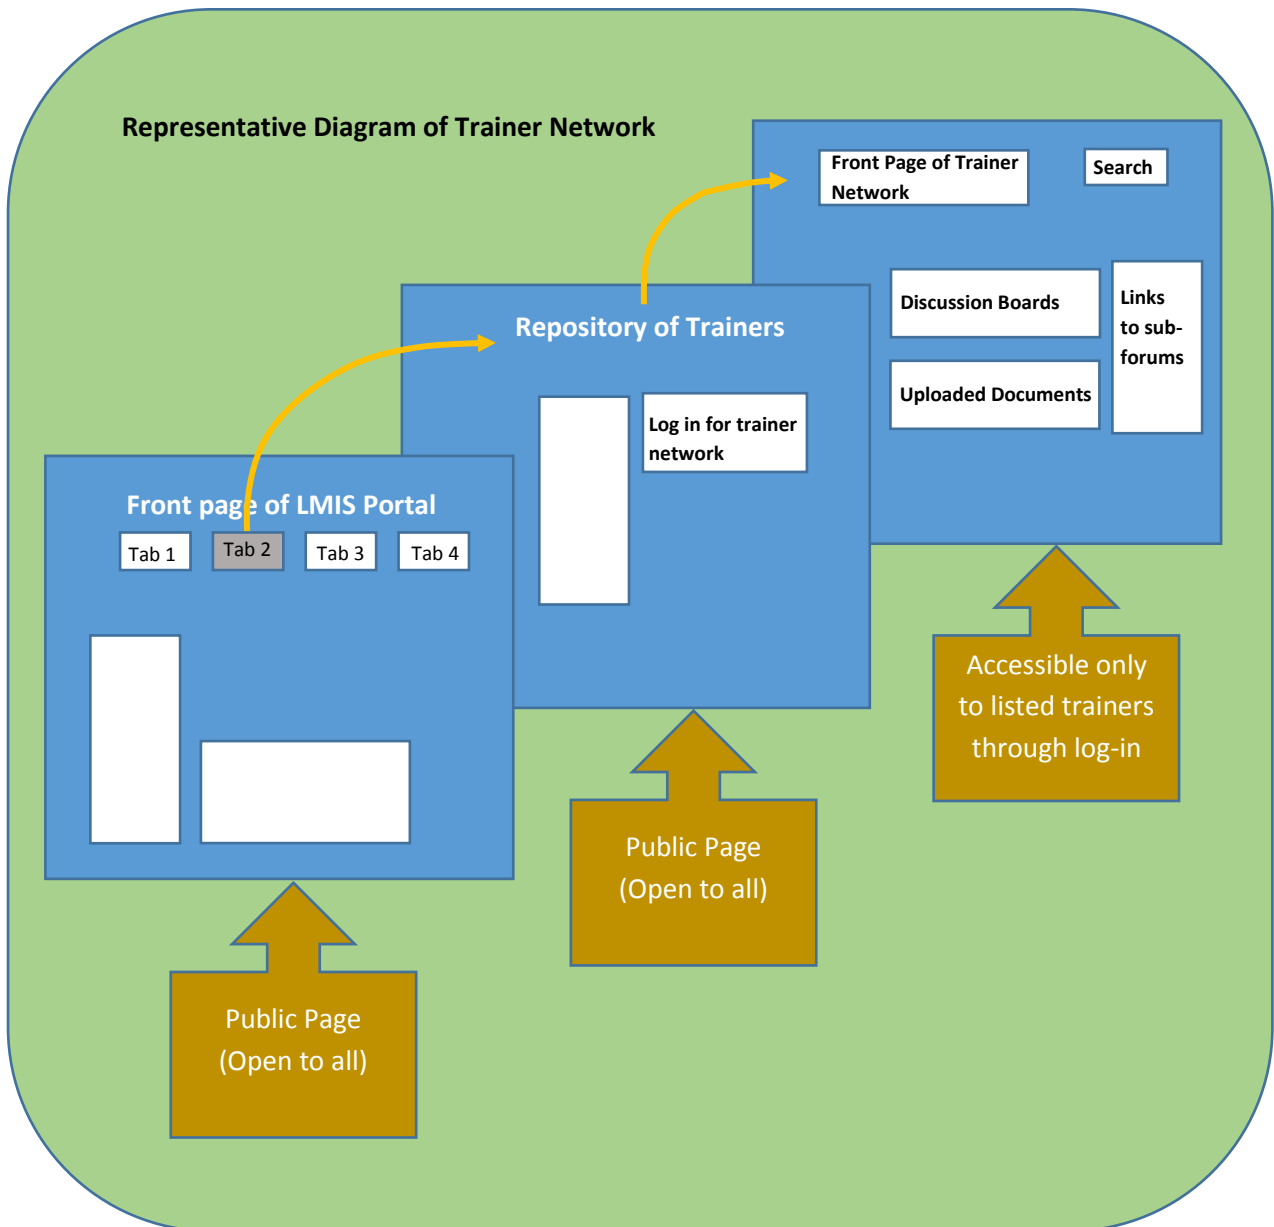 Representative Diagram of Trainer Network
Front Page of Trainer
Network
Search
Discussion Boards
Links
to sub-
forums
Uploaded Documents
Repository of Trainers
Log in for trainer
network
Front page of LMIS Portal
Tab 1
Tab 2
Tab 3
Tab 4
Accessible only
to listed trainers
through log-in
Public Page
(Open to all)
Public Page
(Open to all)